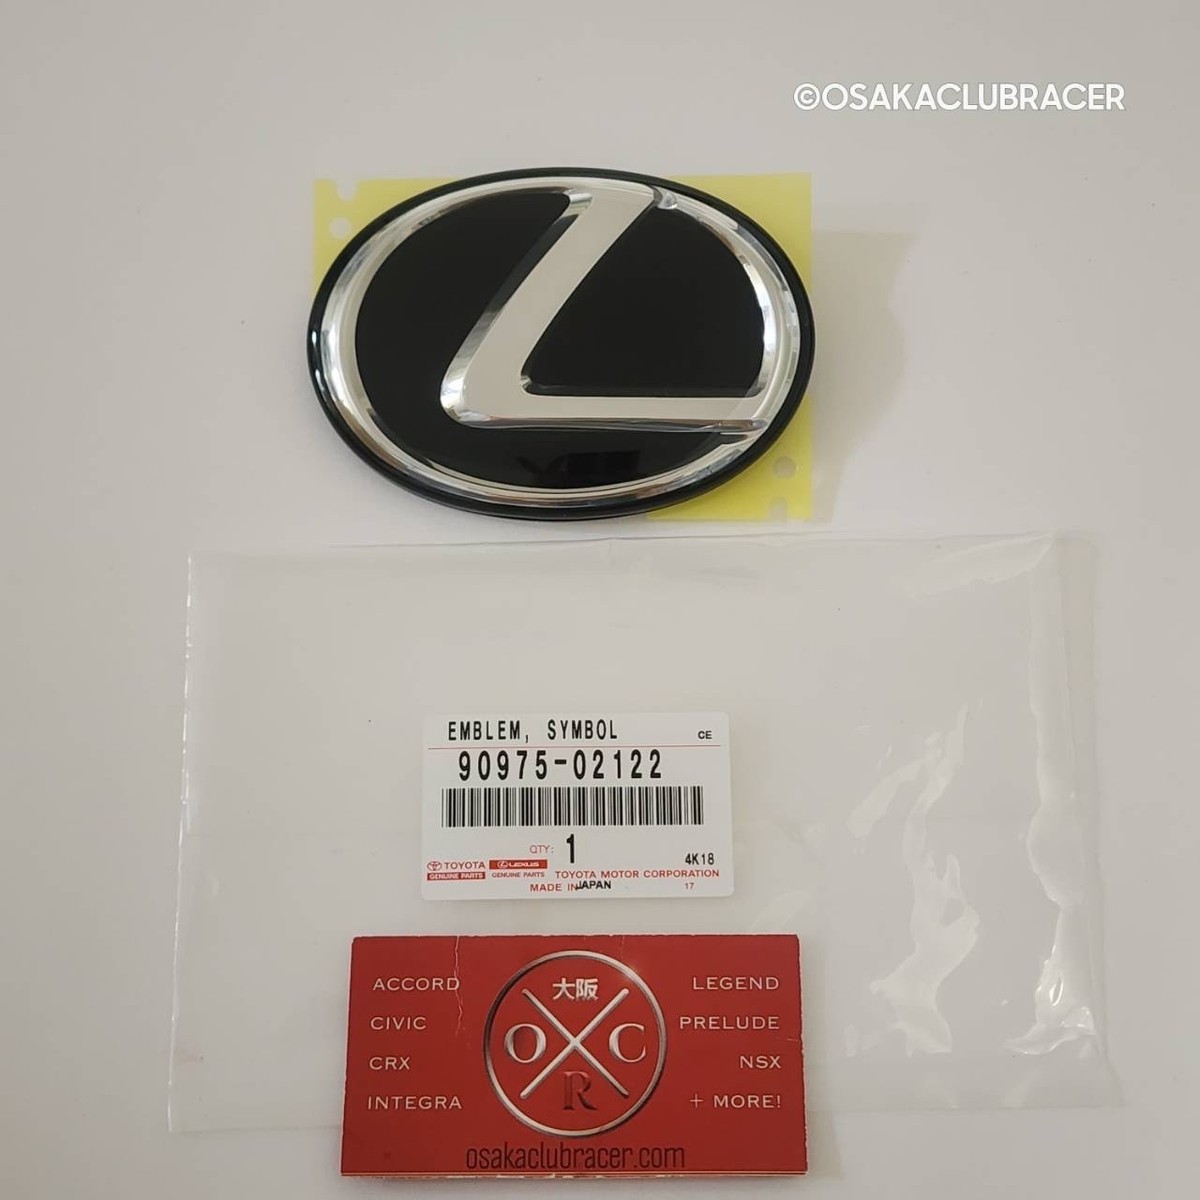 ©OSAKACLUBRACER
EMBLEM, SYMBOL
CE
90975-02122
QTY: 1
4K18
TOYOTA
GENUINE PARTS
LEXUS
GENUINE PARTS
TOYOTA MOTOR CORPORATION
MADE IN JAPAN
17
ACCORD
CIVIC
CRX
INTEGRA
大阪
O C
R
LEGEND
PRELUDE
NSX
+ MORE!
osakaclubracer.com